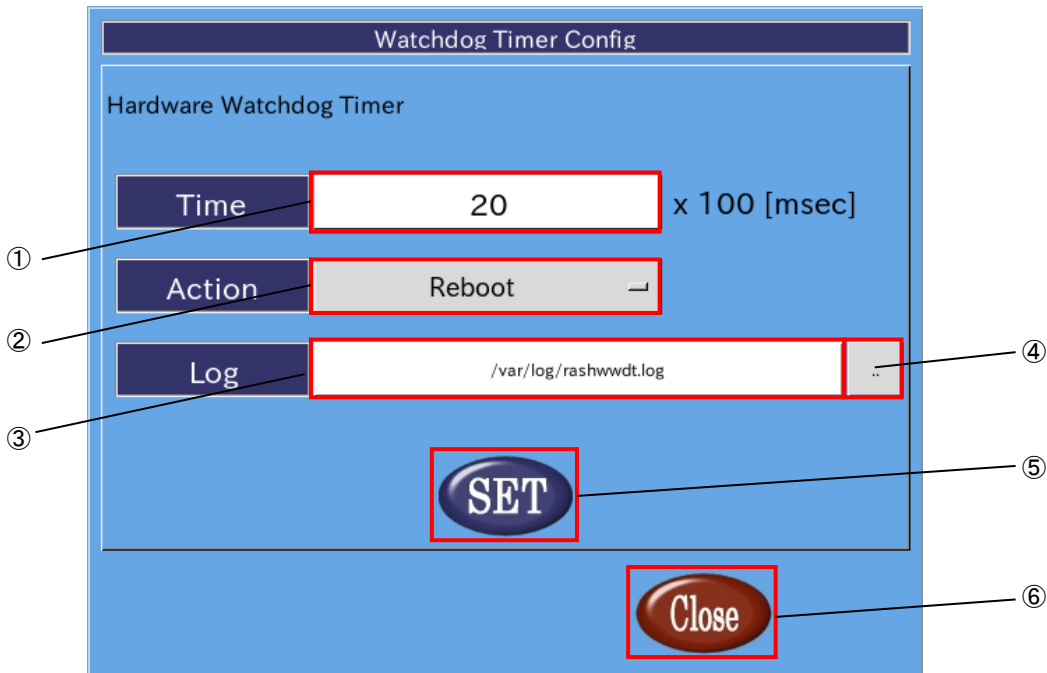 Watchdog Timer Config
Hardware Watchdog Timer
Time 20 x 100 [msec]
①
Action Reboot
②
Log /var/log/rashwwdt.log ..
④
③
SET
⑤
Close
⑥